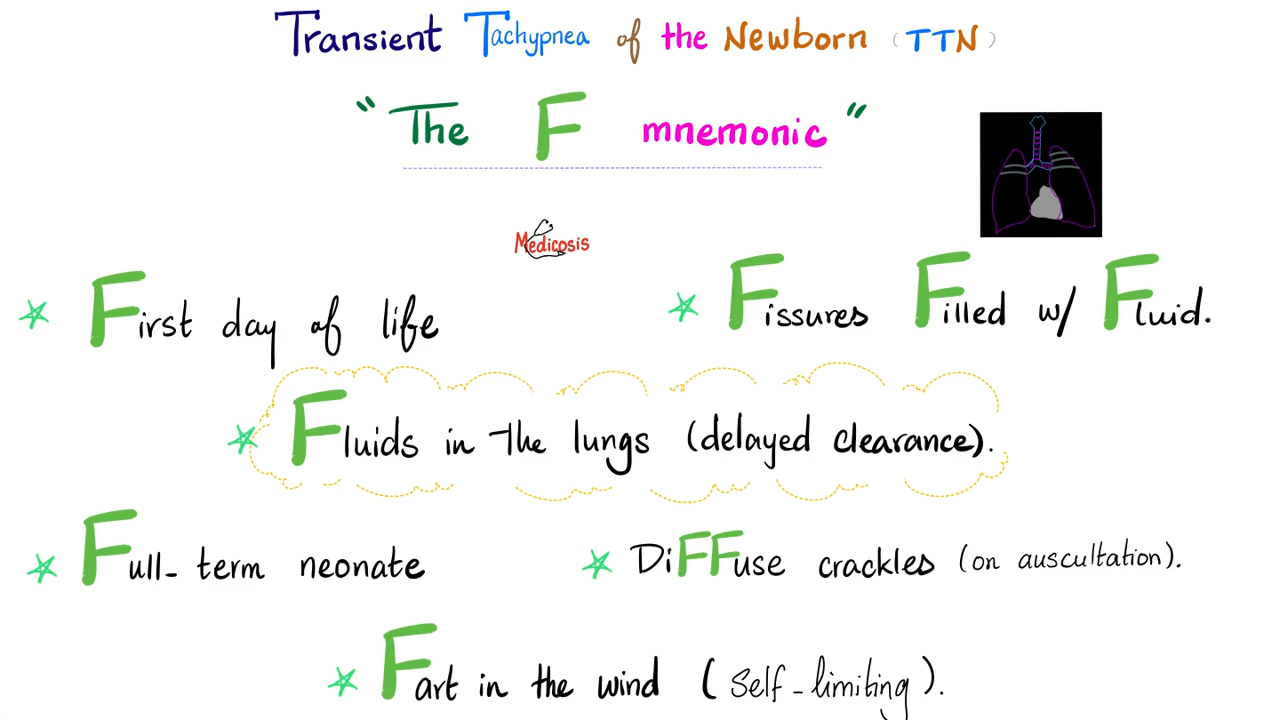 Transient Tachypnea of the Newborn (TTN)
"The F mnemonic"
Medicosis
First day of life
Fissures Filled w/ Fluid.
Fluids in the lungs (delayed clearance).
Full-term neonate
DiFFuse crackles (on auscultation).
Fart in the wind (self-limiting).